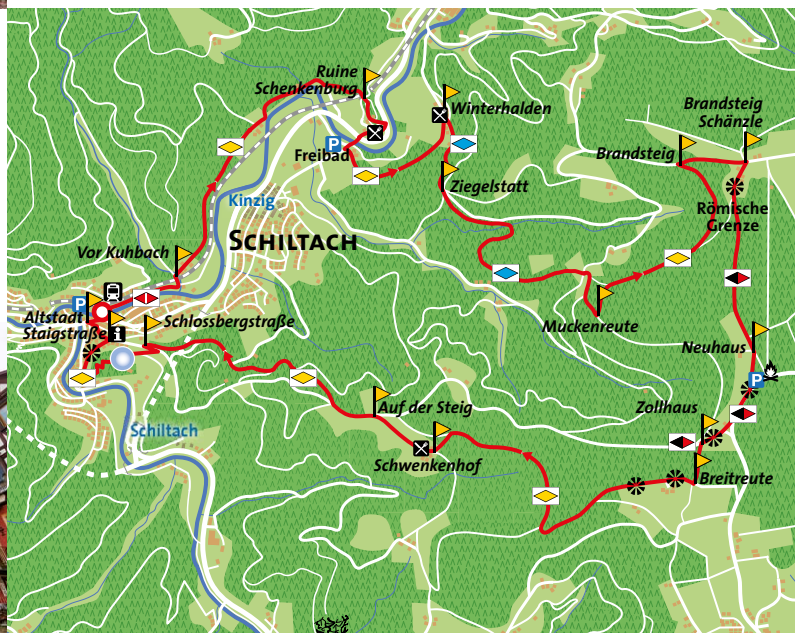 Ruine
Schenkenburg
Winterhalden
Brandsteig
Schänzle
P
Freibad
Brandsteig
Ziegelstatt
Römische
Grenze
Kinzig
SCHILTACH
Vor Kuhbach
P
Altstadt
Staigstraße
i
Schlossbergstraße
Muckenreute
Neuhaus
P
Auf der Steig
Zollhaus
Schiltach
Schwenkenhof
Breitreute